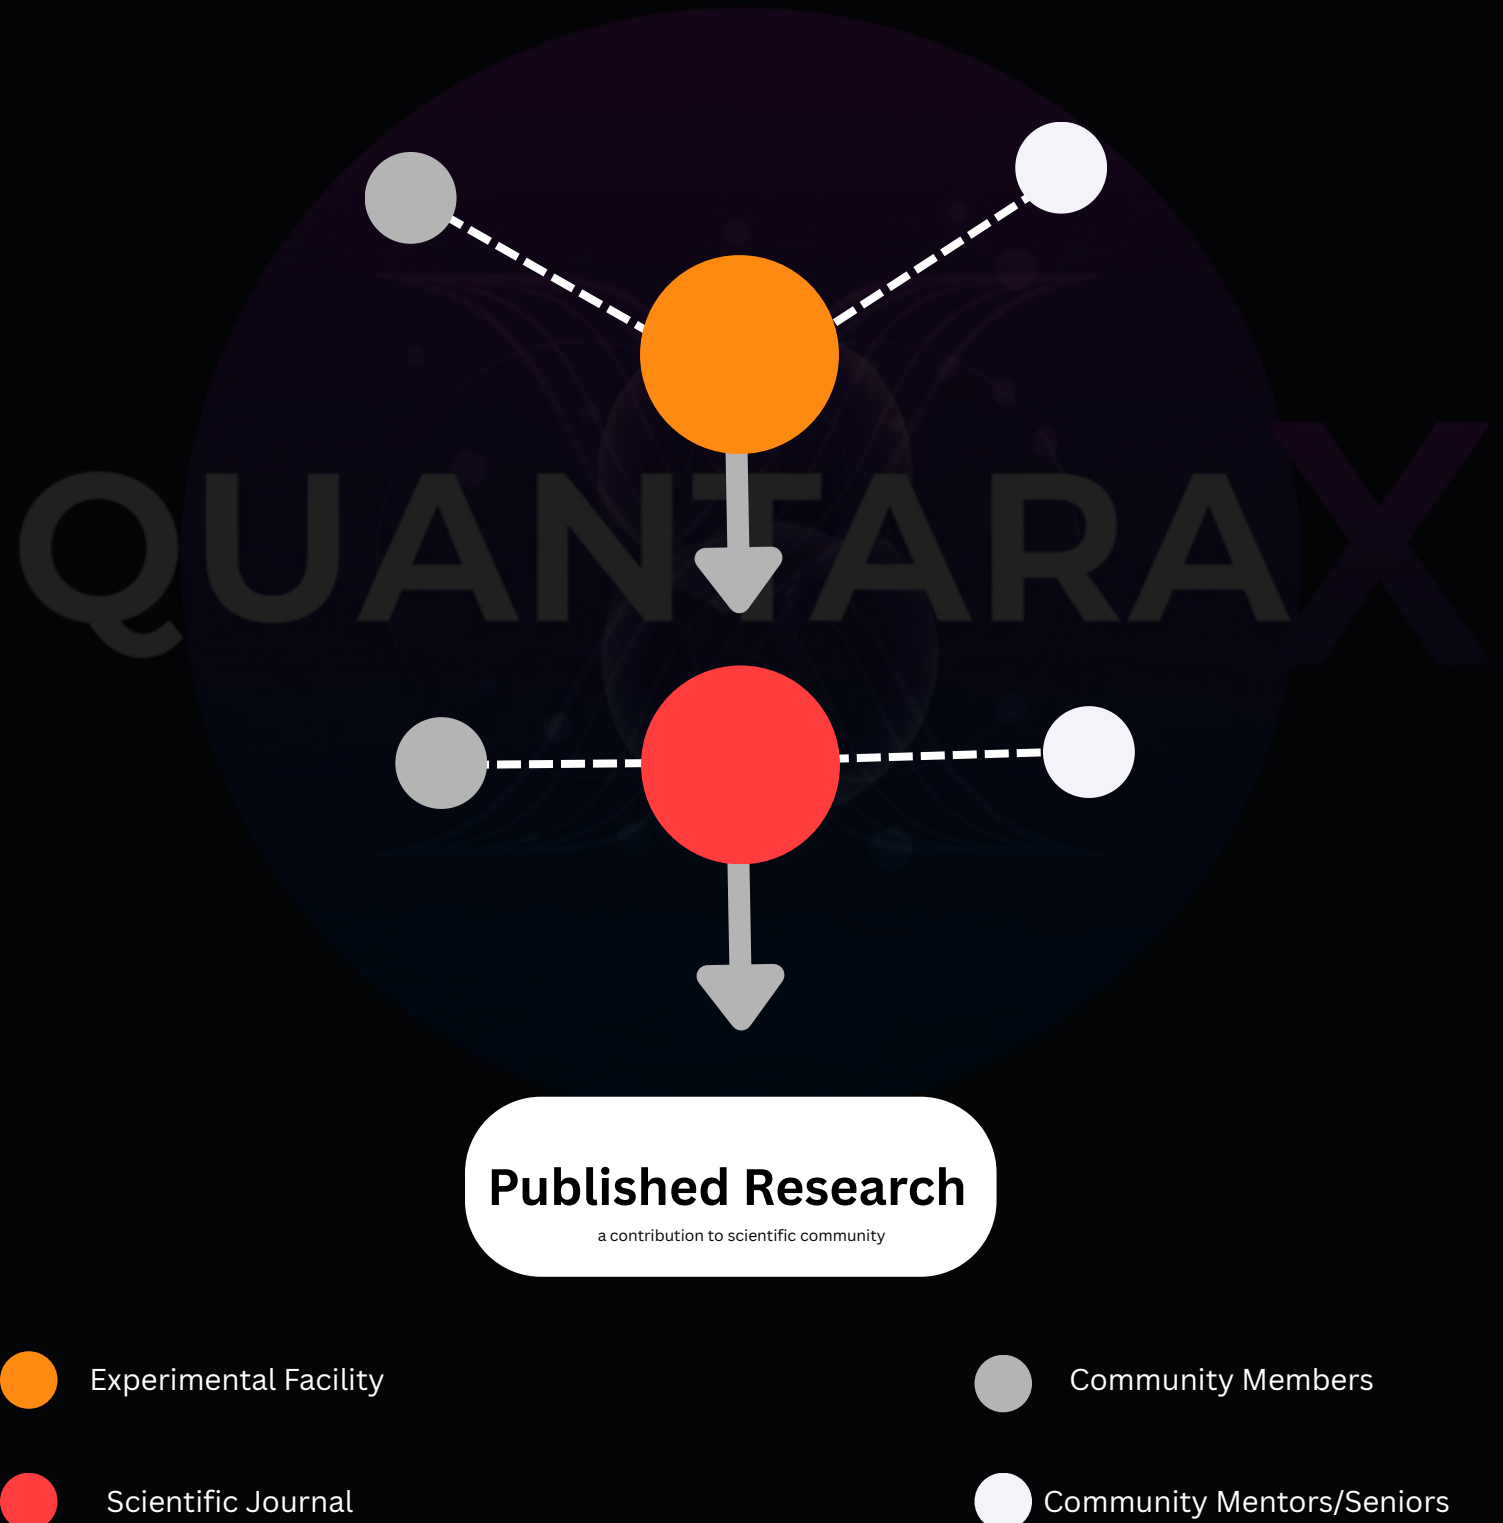 QUANTARAX
Published Research
a contribution to scientific community
Experimental Facility
Community Members
Scientific Journal
Community Mentors/Seniors